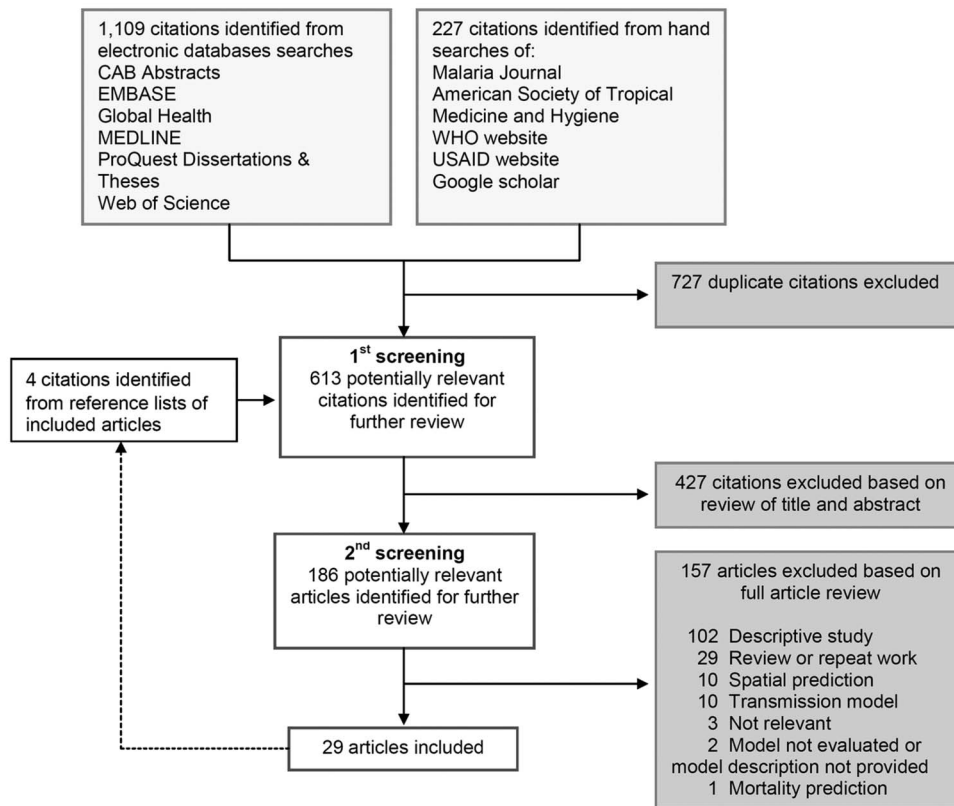 1,109 citations identified from
electronic databases searches
CAB Abstracts
EMBASE
Global Health
MEDLINE
ProQuest Dissertations &
Theses
Web of Science
227 citations identified from hand
searches of:
Malaria Journal
American Society of Tropical
Medicine and Hygiene
WHO website
USAID website
Google scholar
727 duplicate citations excluded
1st screening
613 potentially relevant
citations identified for
further review
4 citations identified
from reference lists of
included articles
427 citations excluded based on
review of title and abstract
2nd screening
186 potentially relevant
articles identified for further
review
157 articles excluded based on
full article review
102 Descriptive study
29 Review or repeat work
10 Spatial prediction
10 Transmission model
3 Not relevant
2 Model not evaluated or
model description not provided
1 Mortality prediction
29 articles included